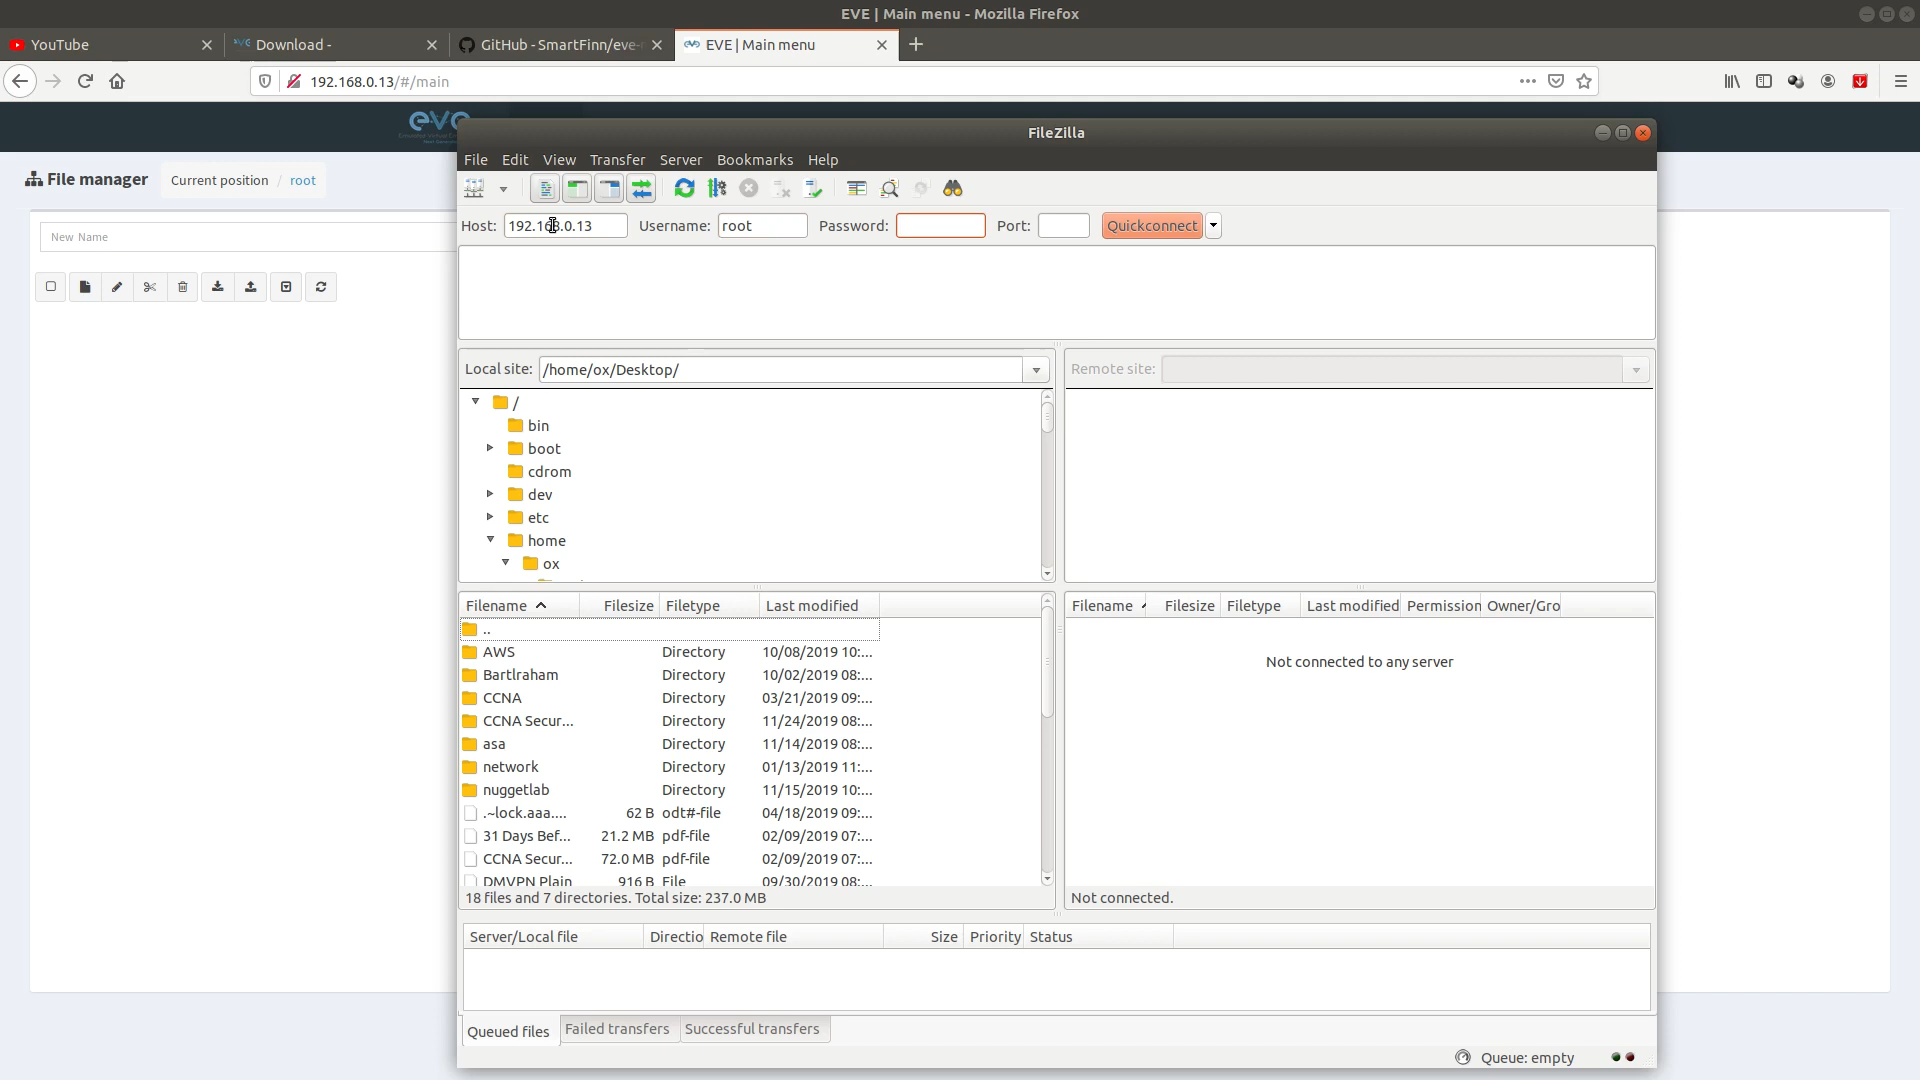 EVE | Main menu - Mozilla Firefox
YouTube
Download -
GitHub - SmartFinn/eve-
EVE | Main menu
192.168.0.13/#/main
eve
FileZilla
File Edit View Transfer Server Bookmarks Help
File manager
Current position / root
Host: 192.168.0.13 Username: root Password: Port: Quickconnect
New Name
Local site: /home/ox/Desktop/
Remote site:
/
bin
boot
cdrom
dev
etc
home
ox
Filename Filesize Filetype Last modified
..
AWS Directory 10/08/2019 10:...
Bartlraham Directory 10/02/2019 08:...
CCNA Directory 03/21/2019 09:...
CCNA Secur... Directory 11/24/2019 08:...
asa Directory 11/14/2019 08:...
network Directory 01/13/2019 11:...
nuggetlab Directory 11/15/2019 10:...
.~lock.aaa.... 62 B odt#-file 04/18/2019 09:...
31 Days Bef... 21.2 MB pdf-file 02/09/2019 07:...
CCNA Secur... 72.0 MB pdf-file 02/09/2019 07:...
DMVPN Plain 916 B File 09/30/2019 08:...
18 files and 7 directories. Total size: 237.0 MB
Filename Filesize Filetype Last modified Permission Owner/Gro
Not connected to any server
Not connected.
Server/Local file Directio Remote file Size Priority Status
Queued files Failed transfers Successful transfers
Queue: empty